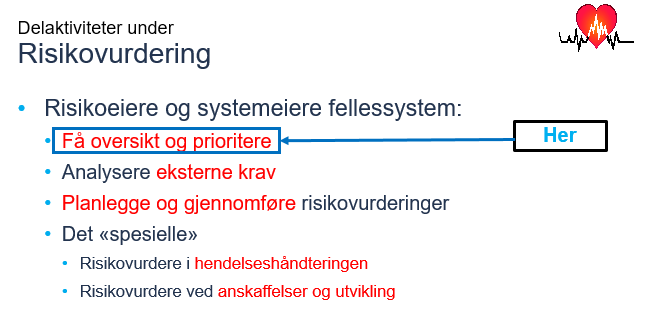 Delaktiviteter under
Risikovurdering
• Risikoeiere og systemeiere fellessystem:
• Få oversikt og prioritere
Her
• Analysere eksterne krav
• Planlegge og gjennomføre risikovurderinger
• Det «spesielle»
• Risikovurdere i hendelseshåndteringen
• Risikovurdere ved anskaffelser og utvikling